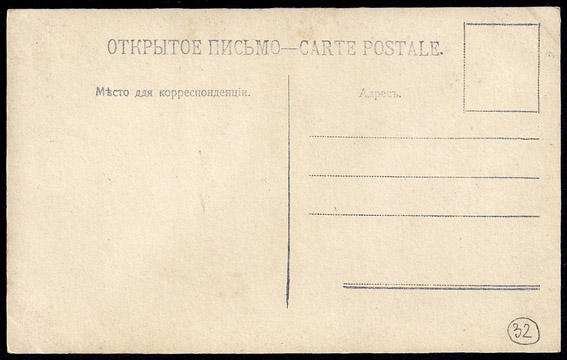 ОТКРЫТОЕ ПИСЬМО—CARTE POSTALE.
Мѣсто для корреспонденціи.
Адресъ.
32